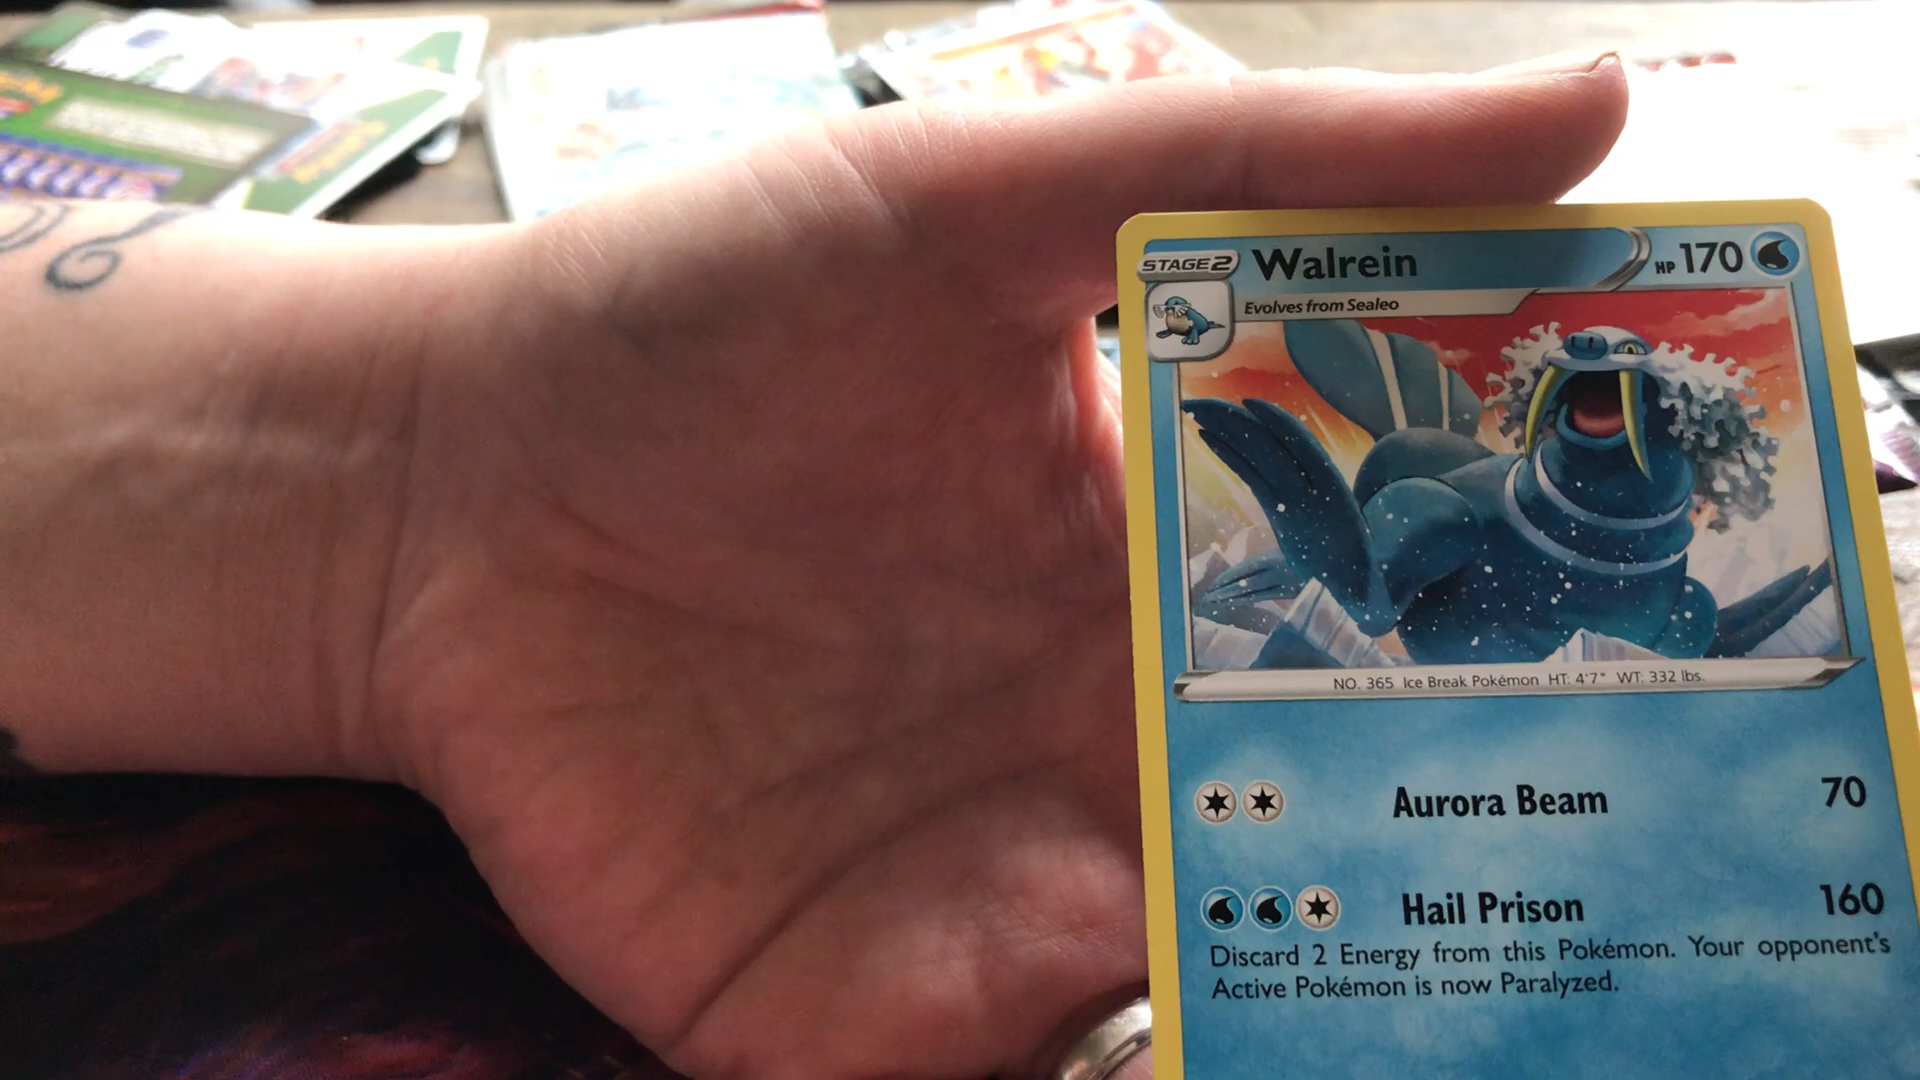 STAGE 2 Walrein HP 170
Evolves from Sealeo
NO. 365 Ice Break Pokémon HT: 4'7" WT: 332 lbs.
Aurora Beam 70
Hail Prison 160
Discard 2 Energy from this Pokémon. Your opponent's
Active Pokémon is now Paralyzed.